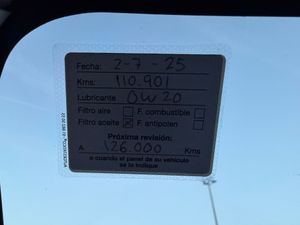 Fecha: 2-7-25
Kms: 110.901
Lubricante 0W20
Filtro aire F. combustible
Filtro aceite X F. antipolen
Próxima revisión:
A 126.000 Kms
o cuando el panel de su vehículo
se lo indique